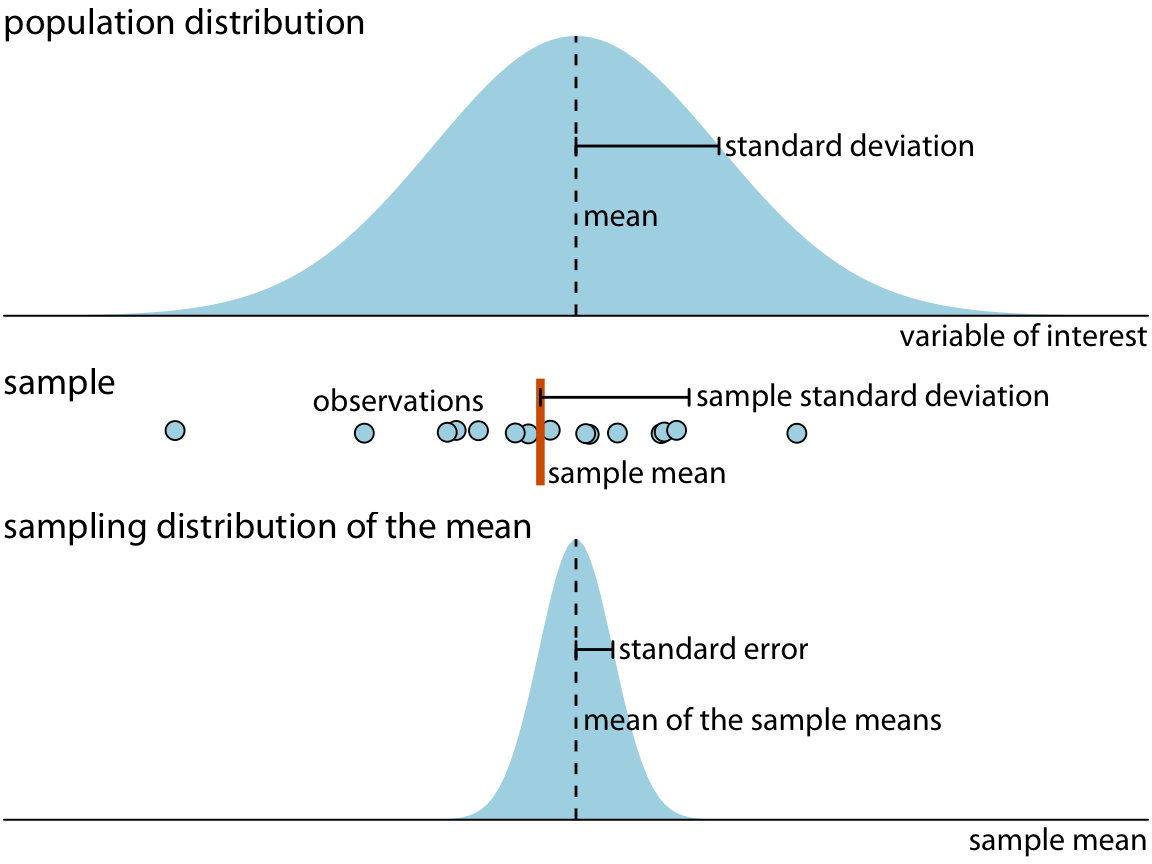 population distribution
standard deviation
mean
variable of interest
sample
observations
sample standard deviation
sample mean
sampling distribution of the mean
standard error
mean of the sample means
sample mean